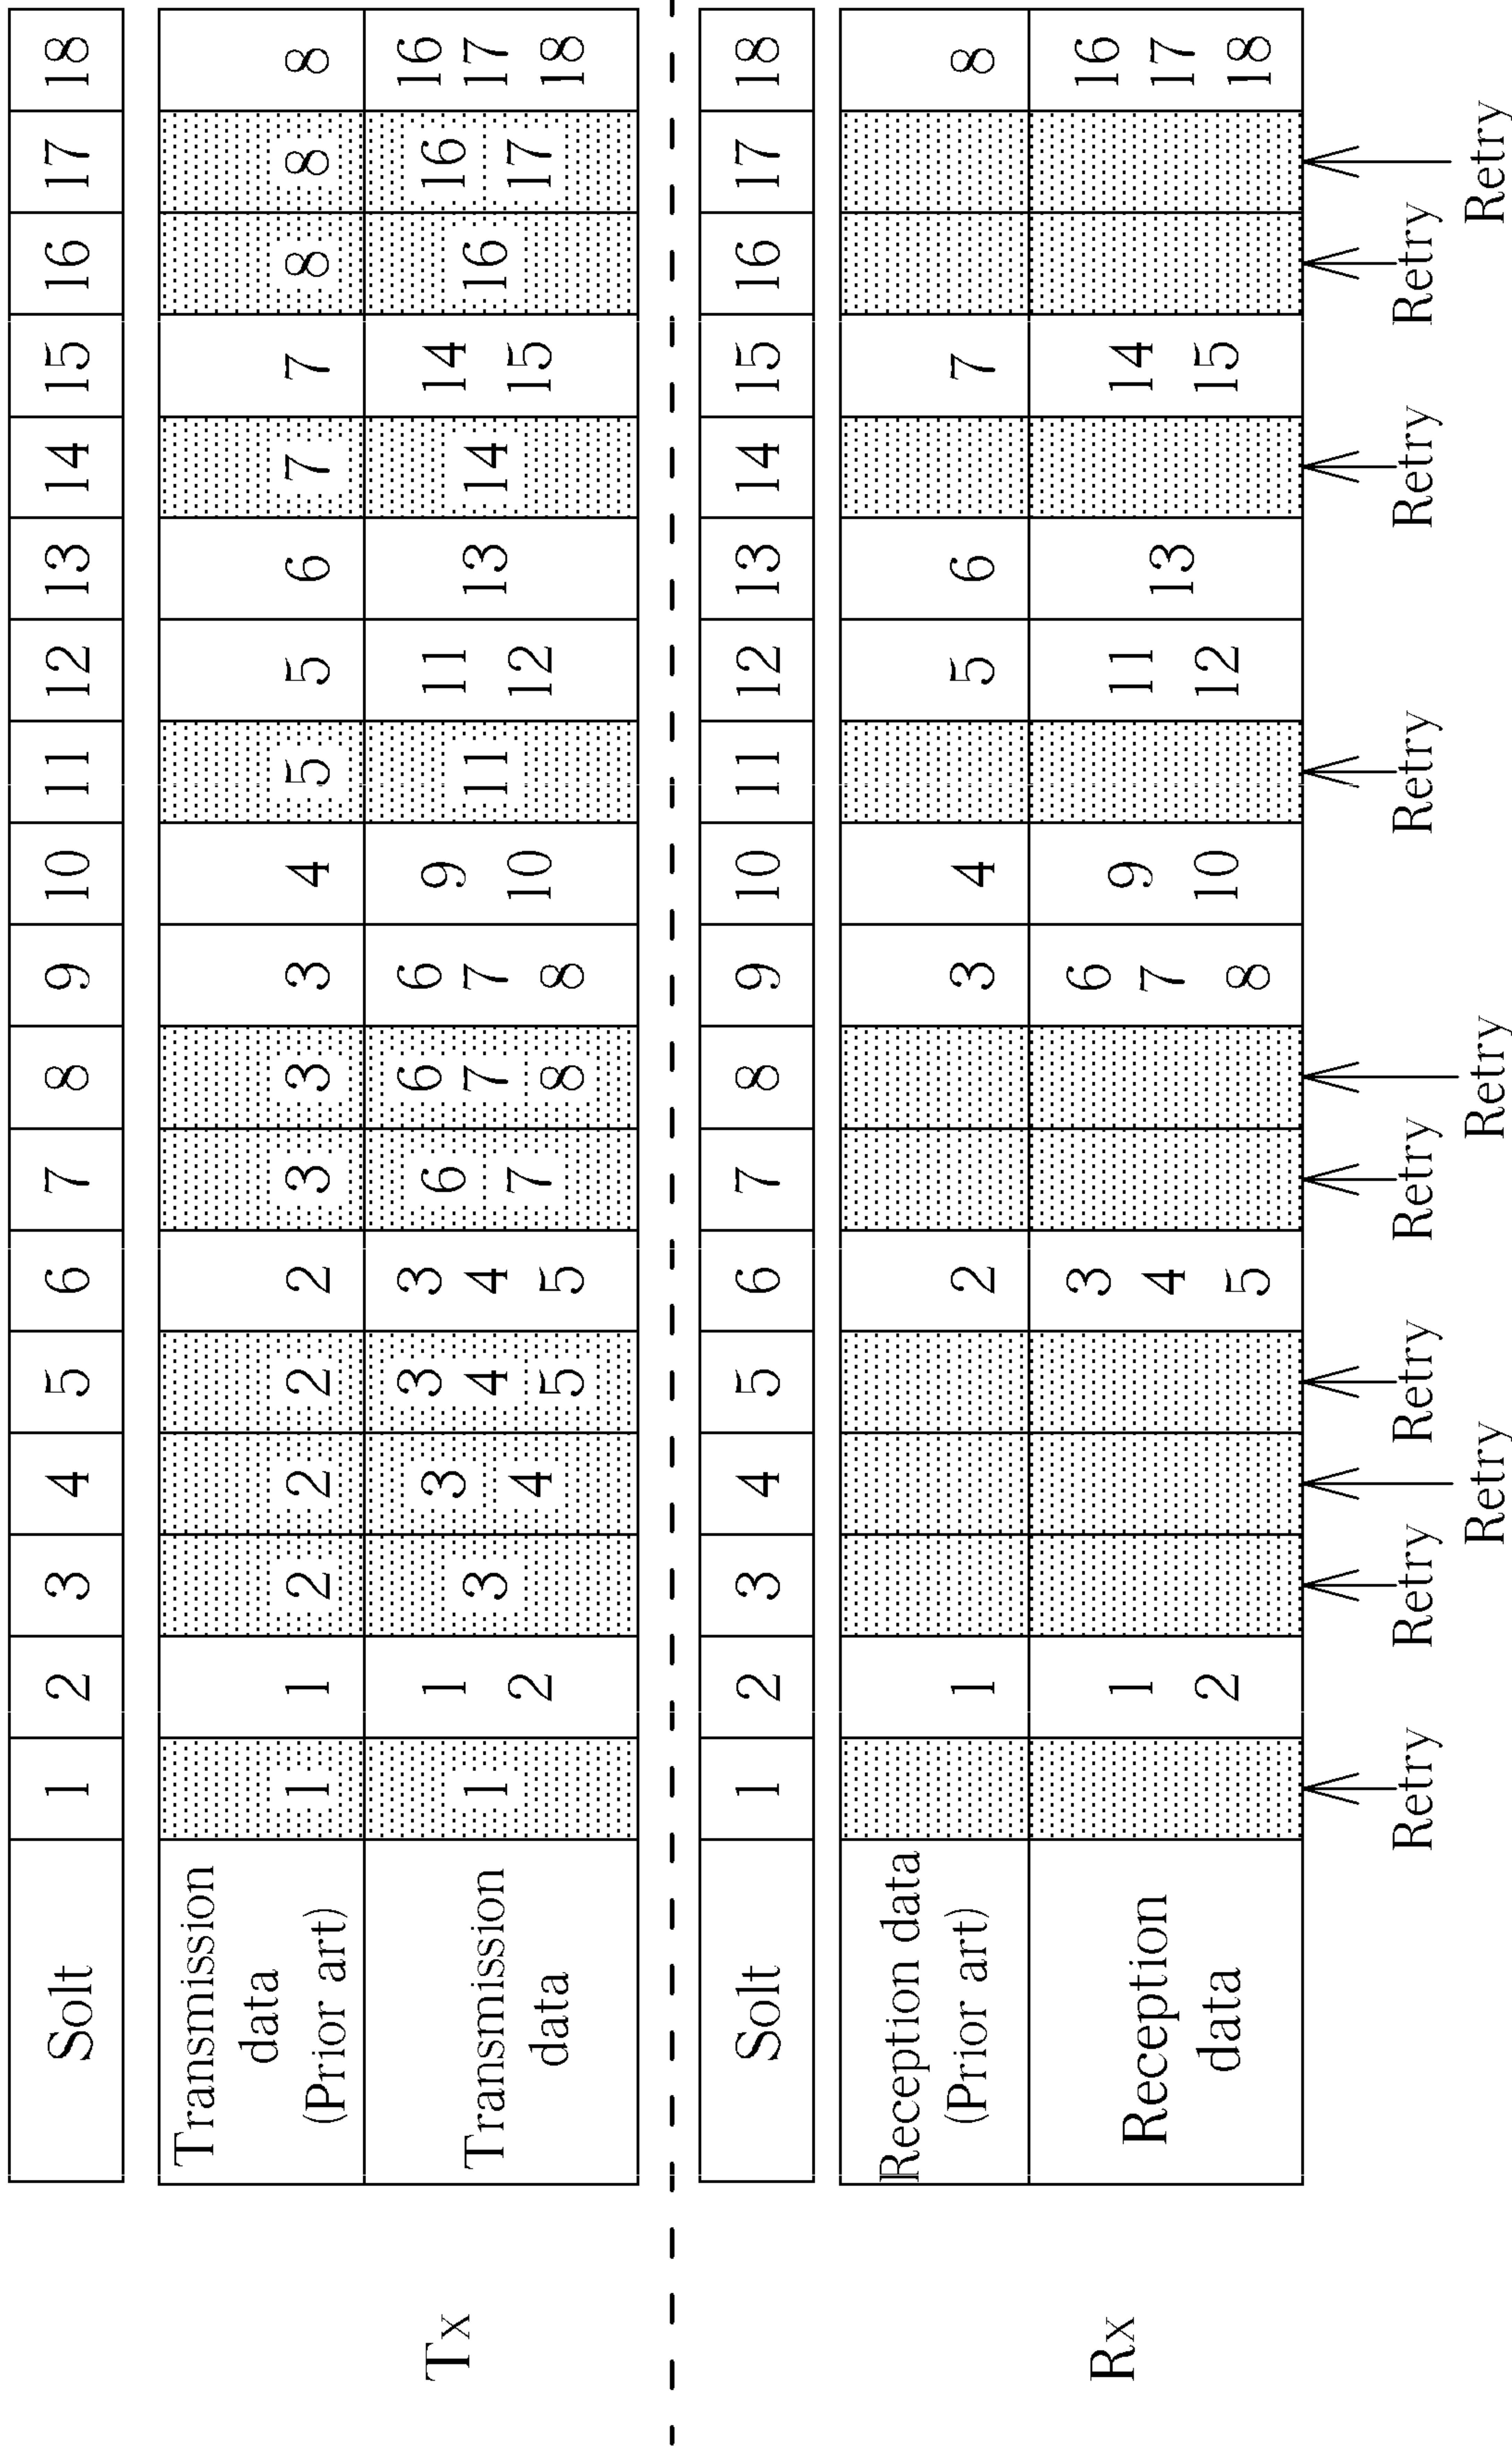 Solt 1 2 3 4 5 6 7 8 9 10 11 12 13 14 15 16 17 18
Tx
Transmission
data
(Prior art) 1 1 2 2 2 2 3 3 3 4 5 5 6 7 7 8 8 8
1 3 3 3 6 6 6 9 11 14 16 16
Transmission 1 3 4 4 7 7 11 13 14 16 17
data 2 4 5 5 7 8 8 10 12 15 17 18
Solt 1 2 3 4 5 6 7 8 9 10 11 12 13 14 15 16 17 18
Rx
Reception data
(Prior art) 1 2 3 4 5 6 7 8
1 3 6 9 11 14 16
Reception 4 7 13 17
data 2 5 8 10 12 15 18
Retry Retry Retry Retry Retry Retry Retry
Retry Retry Retry